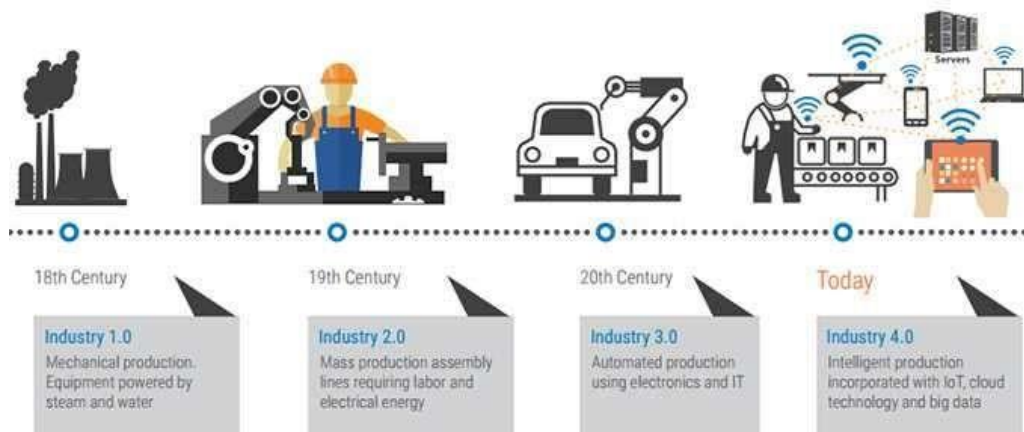 Servers
18th Century
19th Century
20th Century
Today
Industry 1.0
Mechanical production.
Equipment powered by
steam and water
Industry 2.0
Mass production assembly
lines requiring labor and
electrical energy
Industry 3.0
Automated production
using electronics and IT
Industry 4.0
Intelligent production
incorporated with IoT, cloud
technology and big data